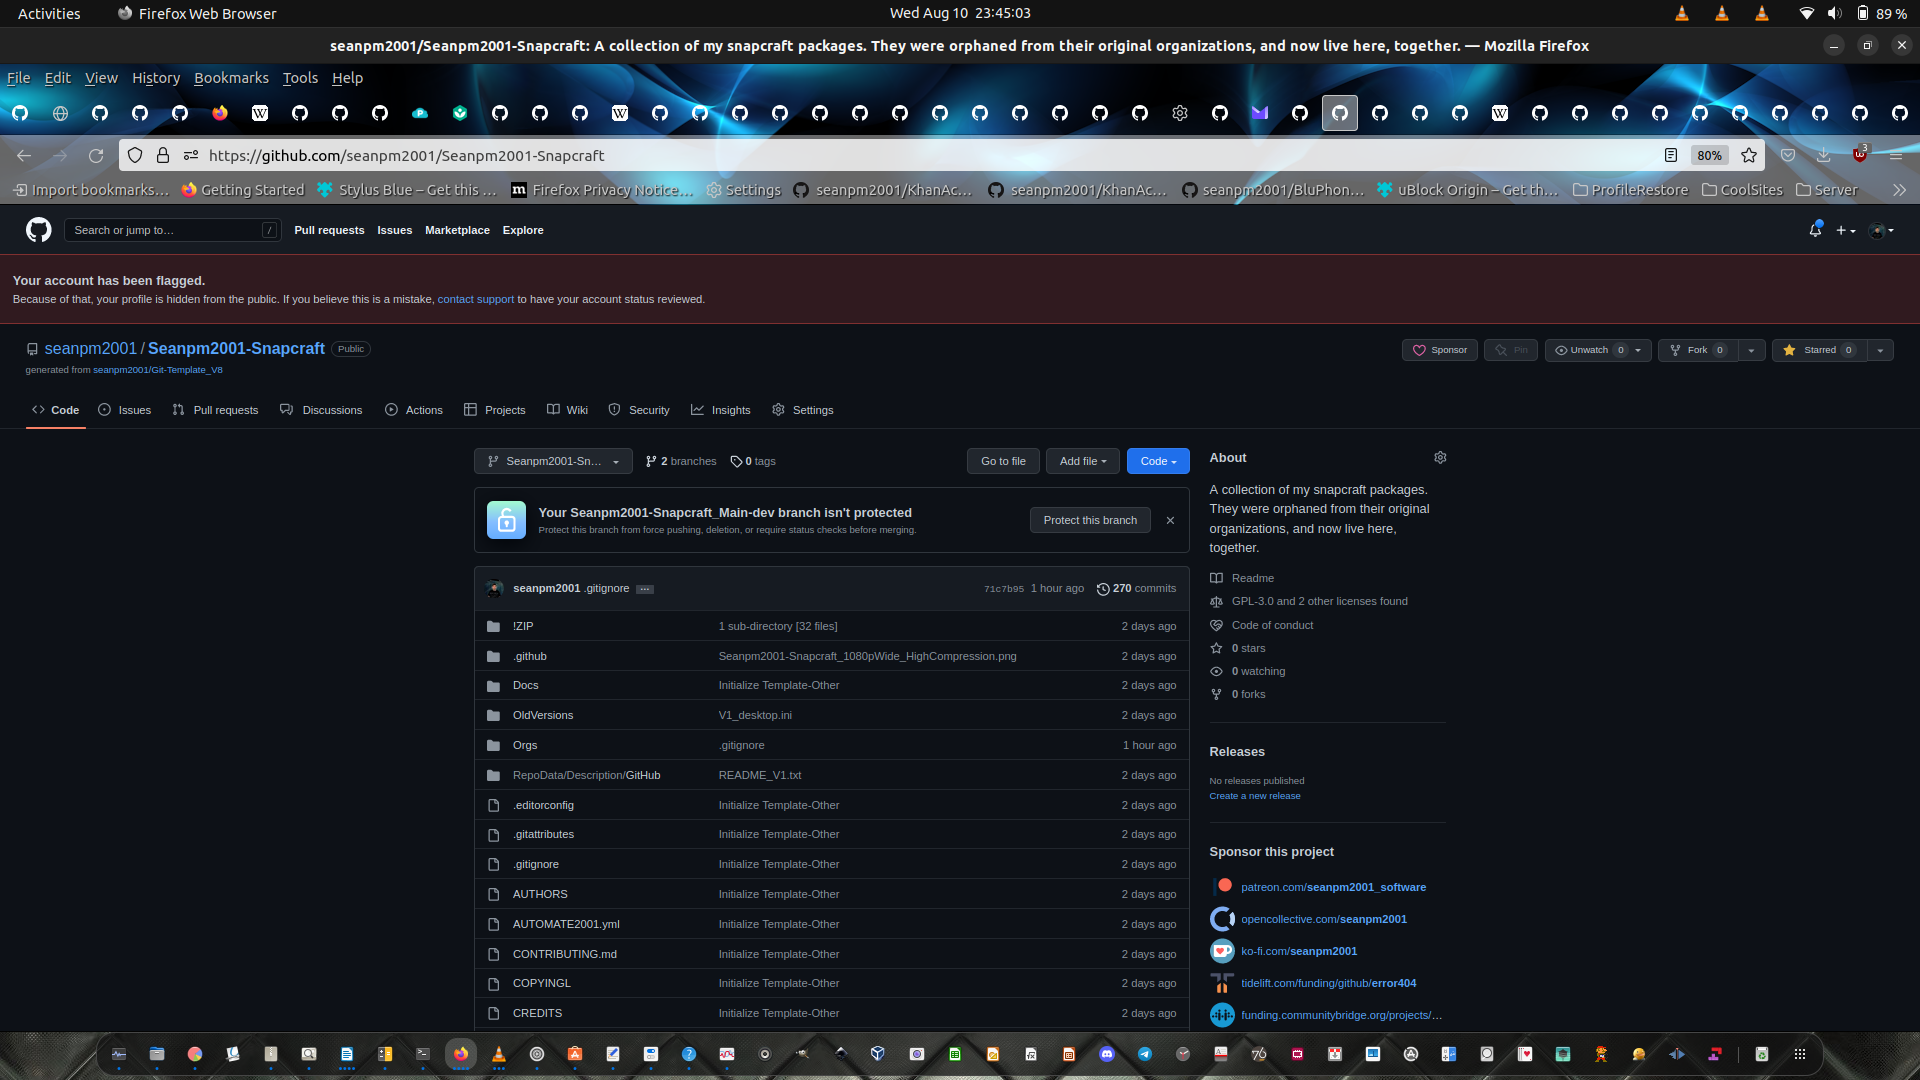 Activities Firefox Web Browser Wed Aug 10 23:45:03 89 %
seanpm2001/Seanpm2001-Snapcraft: A collection of my snapcraft packages. They were orphaned from their original organizations, and now live here, together. — Mozilla Firefox
File Edit View History Bookmarks Tools Help
https://github.com/seanpm2001/Seanpm2001-Snapcraft 80% 3
Import bookmarks… Getting Started Stylus Blue – Get this … Firefox Privacy Notice… Settings seanpm2001/KhanAc… seanpm2001/KhanAc… seanpm2001/BluPhon… uBlock Origin – Get th… ProfileRestore CoolSites Server
Search or jump to… / Pull requests Issues Marketplace Explore
Your account has been flagged.
Because of that, your profile is hidden from the public. If you believe this is a mistake, contact support to have your account status reviewed.
seanpm2001 / Seanpm2001-Snapcraft Public Sponsor Pin Unwatch 0 Fork 0 Starred 0
generated from seanpm2001/Git-Template_V8
Code Issues Pull requests Discussions Actions Projects Wiki Security Insights Settings
Seanpm2001-Sn… 2 branches 0 tags Go to file Add file Code
Your Seanpm2001-Snapcraft_Main-dev branch isn't protected
Protect this branch from force pushing, deletion, or require status checks before merging.
Protect this branch
seanpm2001 .gitignore … 71c7b95 1 hour ago 270 commits
!ZIP 1 sub-directory [32 files] 2 days ago
.github Seanpm2001-Snapcraft_1080pWide_HighCompression.png 2 days ago
Docs Initialize Template-Other 2 days ago
OldVersions V1_desktop.ini 2 days ago
Orgs .gitignore 1 hour ago
RepoData/Description/GitHub README_V1.txt 2 days ago
.editorconfig Initialize Template-Other 2 days ago
.gitattributes Initialize Template-Other 2 days ago
.gitignore Initialize Template-Other 2 days ago
AUTHORS Initialize Template-Other 2 days ago
AUTOMATE2001.yml Initialize Template-Other 2 days ago
CONTRIBUTING.md Initialize Template-Other 2 days ago
COPYINGL Initialize Template-Other 2 days ago
CREDITS Initialize Template-Other 2 days ago
About
A collection of my snapcraft packages.
They were orphaned from their original
organizations, and now live here,
together.
Readme
GPL-3.0 and 2 other licenses found
Code of conduct
0 stars
0 watching
0 forks
Releases
No releases published
Create a new release
Sponsor this project
patreon.com/seanpm2001_software
opencollective.com/seanpm2001
ko-fi.com/seanpm2001
tidelift.com/funding/github/error404
funding.communitybridge.org/projects/…